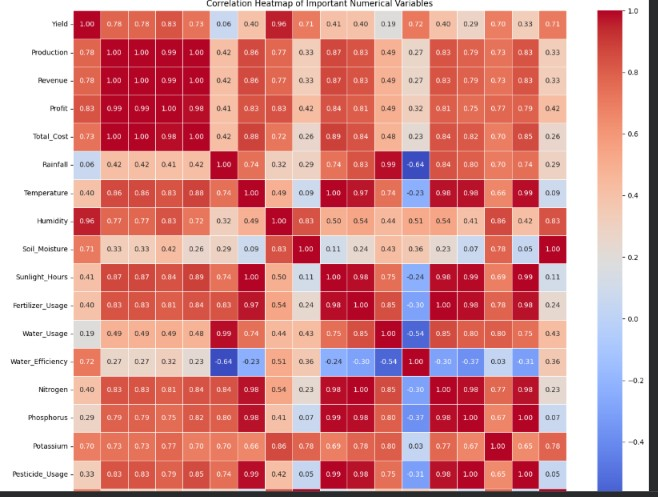 Correlation Heatmap of Important Numerical Variables
Yield 1.00 0.78 0.78 0.83 0.73 0.06 0.40 0.96 0.71 0.41 0.40 0.19 0.72 0.40 0.29 0.70 0.33 0.71 1.0
Production 0.78 1.00 1.00 0.99 1.00 0.42 0.86 0.77 0.33 0.87 0.83 0.49 0.27 0.83 0.79 0.73 0.83 0.33
Revenue 0.78 1.00 1.00 0.99 1.00 0.42 0.86 0.77 0.33 0.87 0.83 0.49 0.27 0.83 0.79 0.73 0.83 0.33 0.8
Profit 0.83 0.99 0.99 1.00 0.98 0.41 0.83 0.83 0.42 0.84 0.81 0.49 0.32 0.81 0.75 0.77 0.79 0.42
Total_Cost 0.73 1.00 1.00 0.98 1.00 0.42 0.88 0.72 0.26 0.89 0.84 0.48 0.23 0.84 0.82 0.70 0.85 0.26 0.6
Rainfall 0.06 0.42 0.42 0.41 0.42 1.00 0.74 0.32 0.29 0.74 0.83 0.99 -0.64 0.84 0.80 0.70 0.74 0.29
Temperature 0.40 0.86 0.86 0.83 0.88 0.74 1.00 0.49 0.09 1.00 0.97 0.74 -0.23 0.98 0.98 0.66 0.99 0.09 0.4
Humidity 0.96 0.77 0.77 0.83 0.72 0.32 0.49 1.00 0.83 0.50 0.54 0.44 0.51 0.54 0.41 0.86 0.42 0.83
Soil_Moisture 0.71 0.33 0.33 0.42 0.26 0.29 0.09 0.83 1.00 0.11 0.24 0.43 0.36 0.23 0.07 0.78 0.05 1.00 0.2
Sunlight_Hours 0.41 0.87 0.87 0.84 0.89 0.74 1.00 0.50 0.11 1.00 0.98 0.75 -0.24 0.98 0.99 0.69 0.99 0.11
Fertilizer_Usage 0.40 0.83 0.83 0.81 0.84 0.83 0.97 0.54 0.24 0.98 1.00 0.85 -0.30 1.00 0.98 0.78 0.98 0.24 0.0
Water_Usage 0.19 0.49 0.49 0.49 0.48 0.99 0.74 0.44 0.43 0.75 0.85 1.00 -0.54 0.85 0.80 0.80 0.75 0.43
Water_Efficiency 0.72 0.27 0.27 0.32 0.23 -0.64 -0.23 0.51 0.36 -0.24 -0.30 -0.54 1.00 -0.30 -0.37 0.03 -0.31 0.36 -0.2
Nitrogen 0.40 0.83 0.83 0.81 0.84 0.84 0.98 0.54 0.23 0.98 1.00 0.85 -0.30 1.00 0.98 0.77 0.98 0.23
Phosphorus 0.29 0.79 0.79 0.75 0.82 0.80 0.98 0.41 0.07 0.99 0.98 0.80 -0.37 0.98 1.00 0.67 1.00 0.07
Potassium 0.70 0.73 0.73 0.77 0.70 0.70 0.66 0.86 0.78 0.69 0.78 0.80 0.03 0.77 0.67 1.00 0.65 0.78 -0.4
Pesticide_Usage 0.33 0.83 0.83 0.79 0.85 0.74 0.99 0.42 0.05 0.99 0.98 0.75 -0.31 0.98 1.00 0.65 1.00 0.05